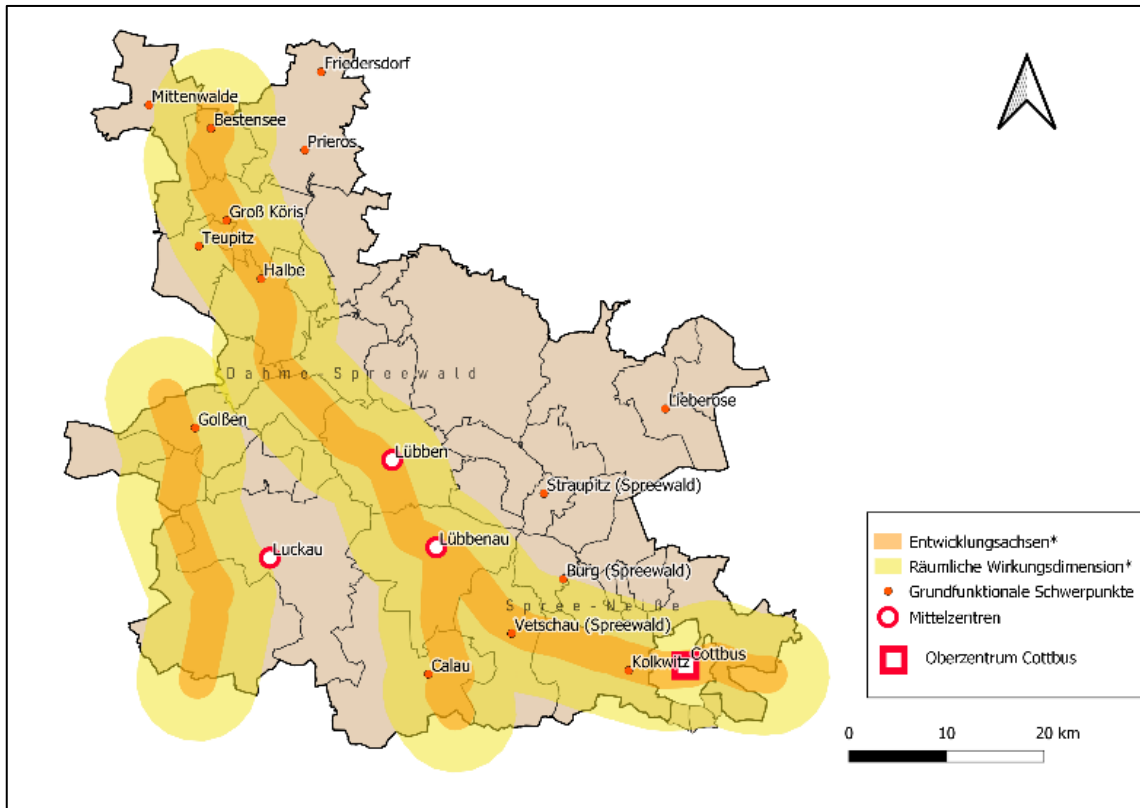 Friedersdorf
Mittenwalde
Bestensee
Prieros
Groß Köris
Teupitz
Halbe
Dahme-Spreewald
Lieberose
Golßen
Lübben
Straupitz (Spreewald)
Luckau
Lübbenau
Burg (Spreewald)
Spree-Neiße
Vetschau (Spreewald)
Cottbus
Kolkwitz
Calau
Entwicklungsachsen*
Räumliche Wirkungsdimension*
Grundfunktionale Schwerpunkte
Mittelzentren
Oberzentrum Cottbus
0 10 20 km